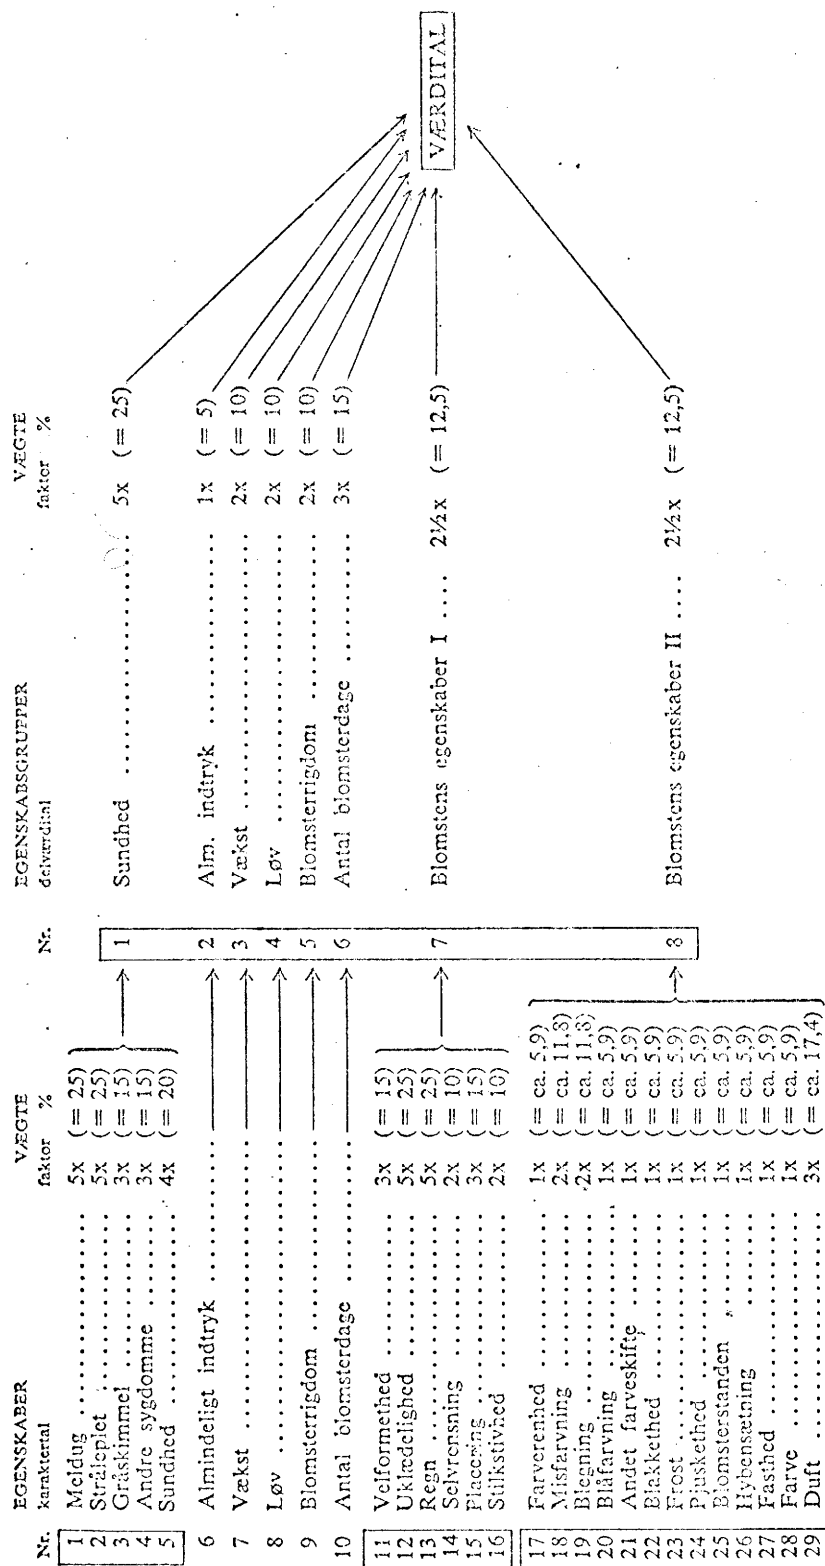 Nr. EGENSKABER karaktertal VÆGTE faktor % Nr. EGENSKABSGRUPPER delværdital VÆGTE faktor %
1 Meldug 5x (= 25)
2 Stråleplet 5x (= 25)
3 Gråskimmel 3x (= 15)
4 Andre sygdomme 3x (= 15)
5 Sundhed 4x (= 20)
1 Sundhed 5x (= 25)
6 Almindeligt indtryk 2 Alm. indtryk 1x (= 5)
7 Vækst 3 Vækst 2x (= 10)
8 Løv 4 Løv 2x (= 10)
9 Blomsterrigdom 5 Blomsterrigdom 2x (= 10)
10 Antal blomsterdage 6 Antal blomsterdage 3x (= 15)
11 Velformethed 3x (= 15)
12 Uklædelighed 5x (= 25)
13 Regn 5x (= 25)
14 Selvrensning 2x (= 10)
15 Placering 3x (= 15)
16 Stilkstivhed 2x (= 10)
7 Blomstens egenskaber I 2½x (= 12,5)
17 Farverenhed 1x (= ca. 5,9)
18 Misfarvning 2x (= ca. 11,8)
19 Blegning 2x (= ca. 11,8)
20 Blåfarvning 1x (= ca. 5,9)
21 Andet farveskifte 1x (= ca. 5,9)
22 Blakkethed 1x (= ca. 5,9)
23 Frost 1x (= ca. 5,9)
24 Pjuskethed 1x (= ca. 5,9)
25 Blomsterstanden 1x (= ca. 5,9)
26 Hybensætning 1x (= ca. 5,9)
27 Fasthed 1x (= ca. 5,9)
28 Farve 1x (= ca. 5,9)
29 Duft 3x (= ca. 17,4)
8 Blomstens egenskaber II 2½x (= 12,5)
VÆRDITAL